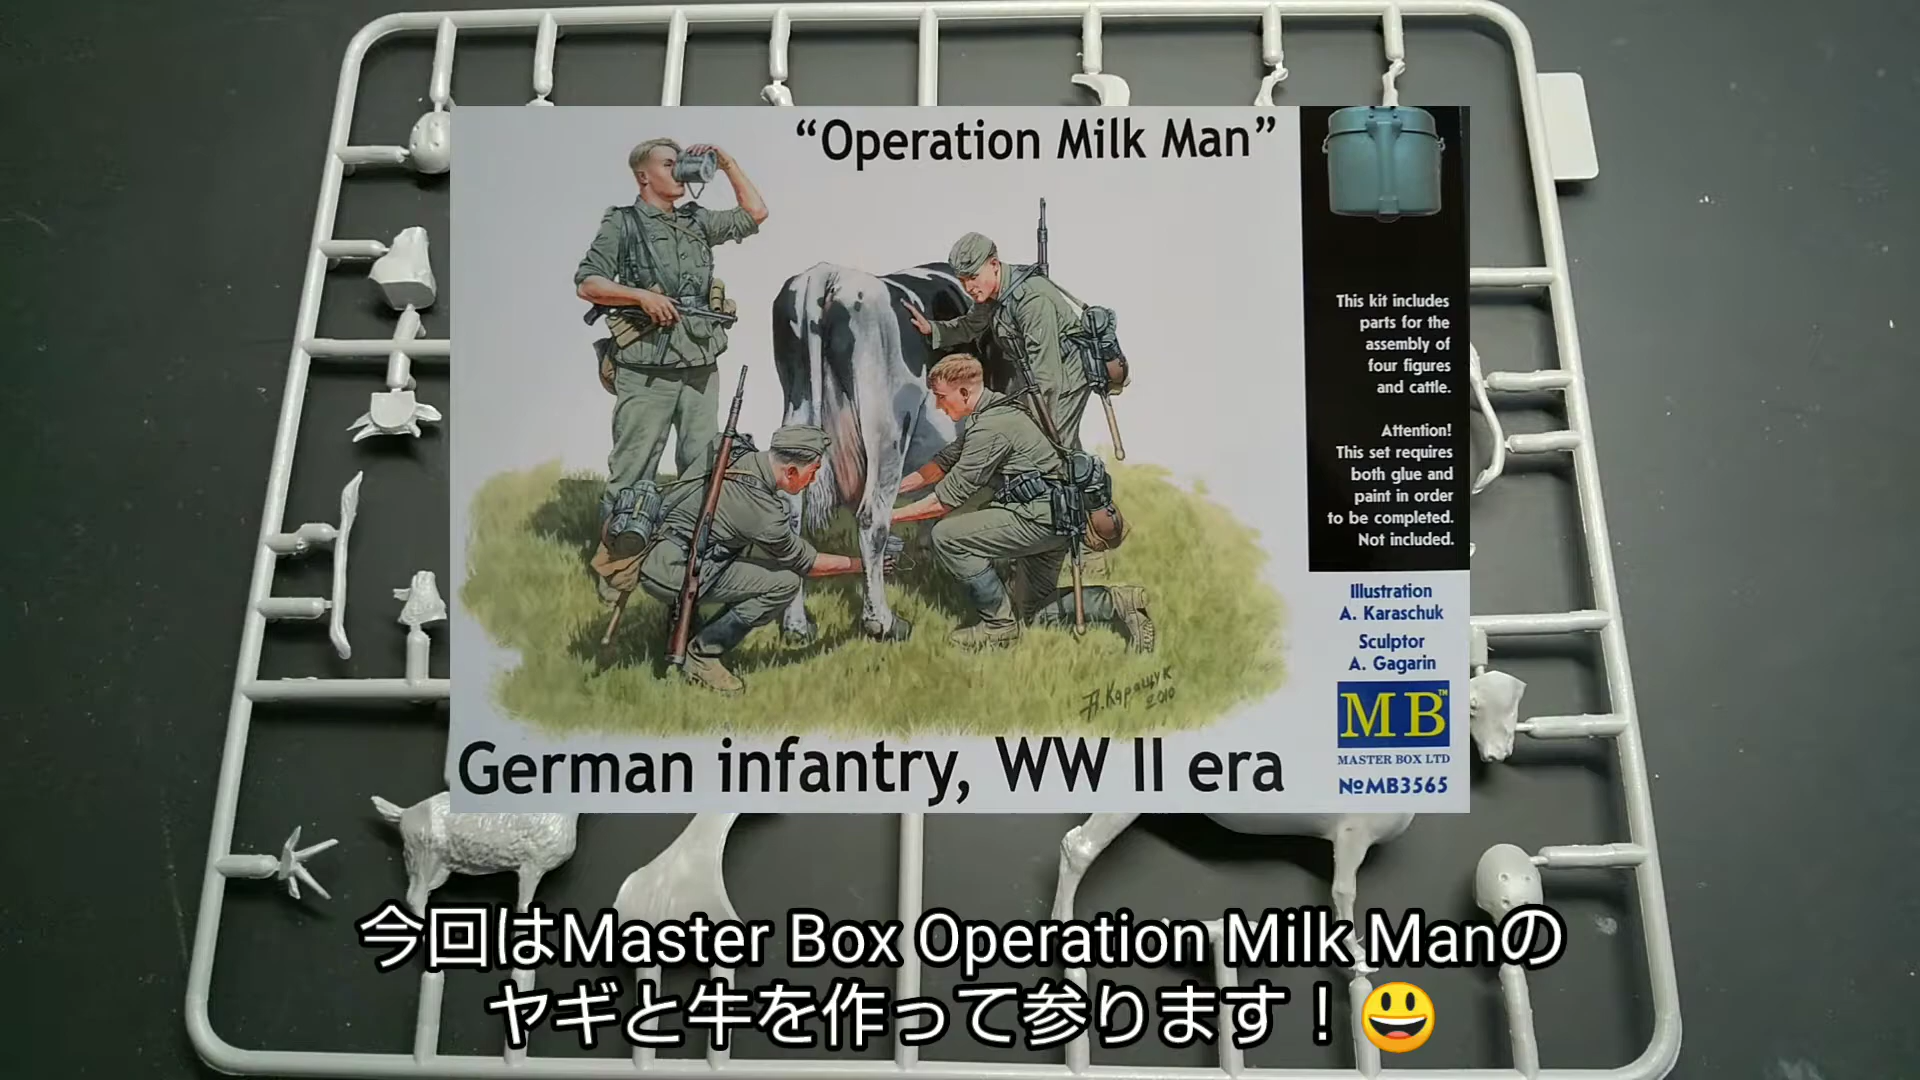 “Operation Milk Man”
This kit includes
parts for the
assembly of
four figures
and cattle.
Attention!
This set requires
both glue and
paint in order
to be completed.
Not included.
Illustration
A. Karaschuk
Sculptor
A. Gagarin
MB™
MASTER BOX LTD
№MB3565
А.Каращук
2010
German infantry, WW II era
今回はMaster Box Operation Milk Manの
ヤギと牛を作って参ります！😃